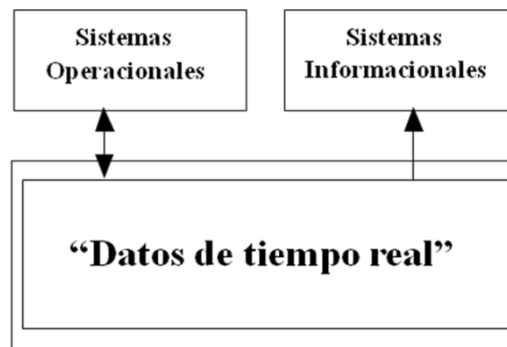 Sistemas
Operacionales
Sistemas
Informacionales
“Datos de tiempo real”